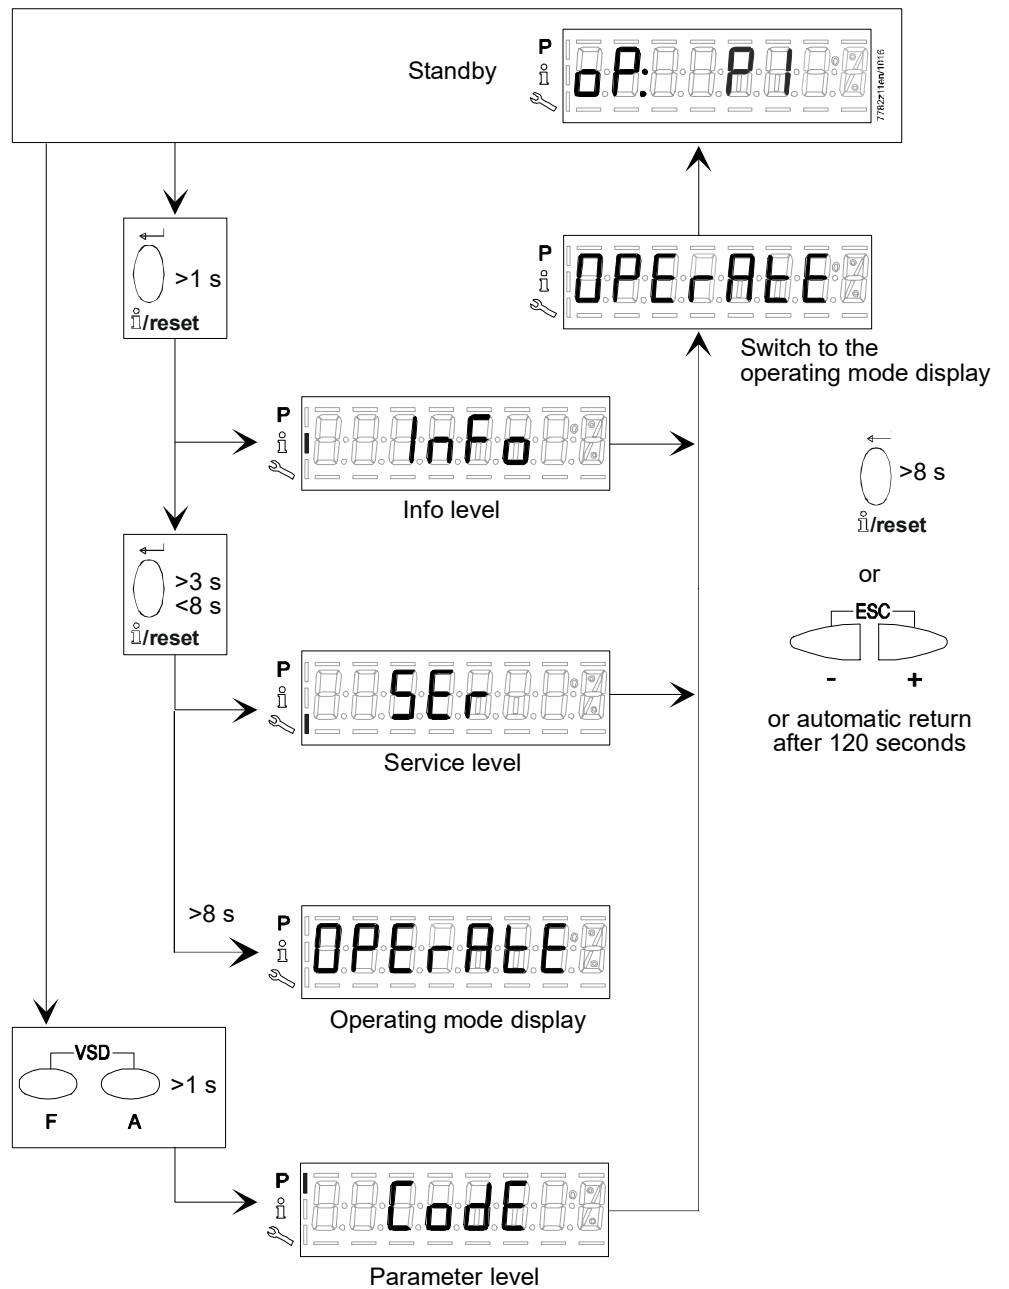 Standby
P
oP: P1
7782z11en/1016
>1 s
i/reset
P
OPErAtE
Switch to the
operating mode display
P
InFo
Info level
>8 s
i/reset
or
ESC
- +
or automatic return
after 120 seconds
>3 s
<8 s
i/reset
P
SEr
Service level
>8 s
P
OPErAtE
Operating mode display
VSD
>1 s
F A
P
CodE
Parameter level